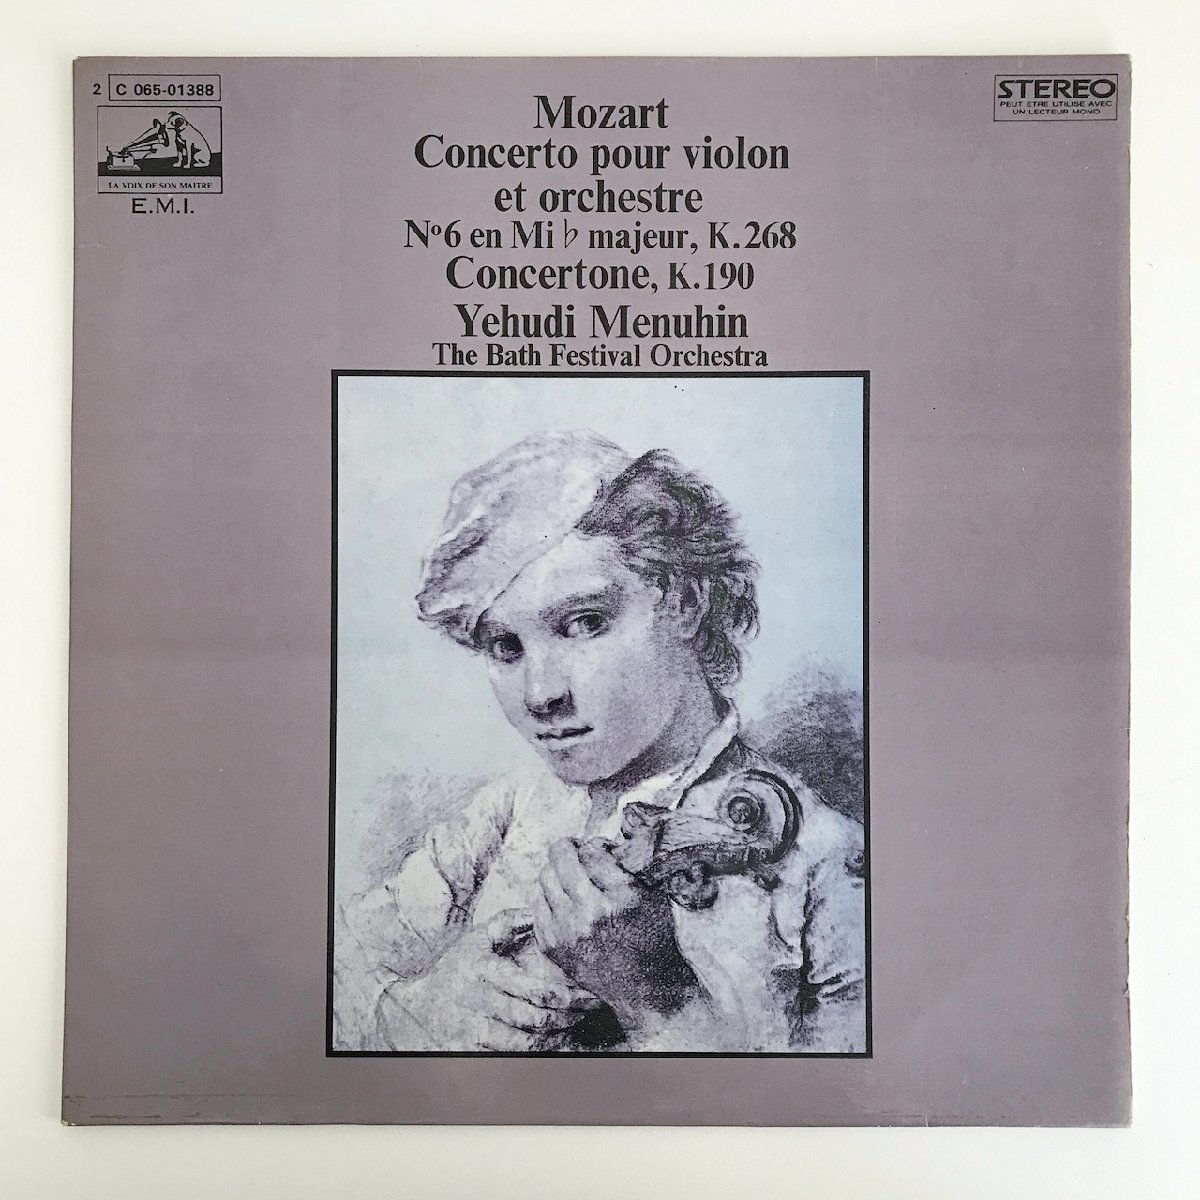 2 C 065-01388
LA VOIX DE SON MAITRE
E.M.I.
STEREO
PEUT ETRE UTILISE AVEC
UN LECTEUR MONO
Mozart
Concerto pour violon
et orchestre
Nº6 en Mi ♭ majeur, K.268
Concertone, K.190
Yehudi Menuhin
The Bath Festival Orchestra